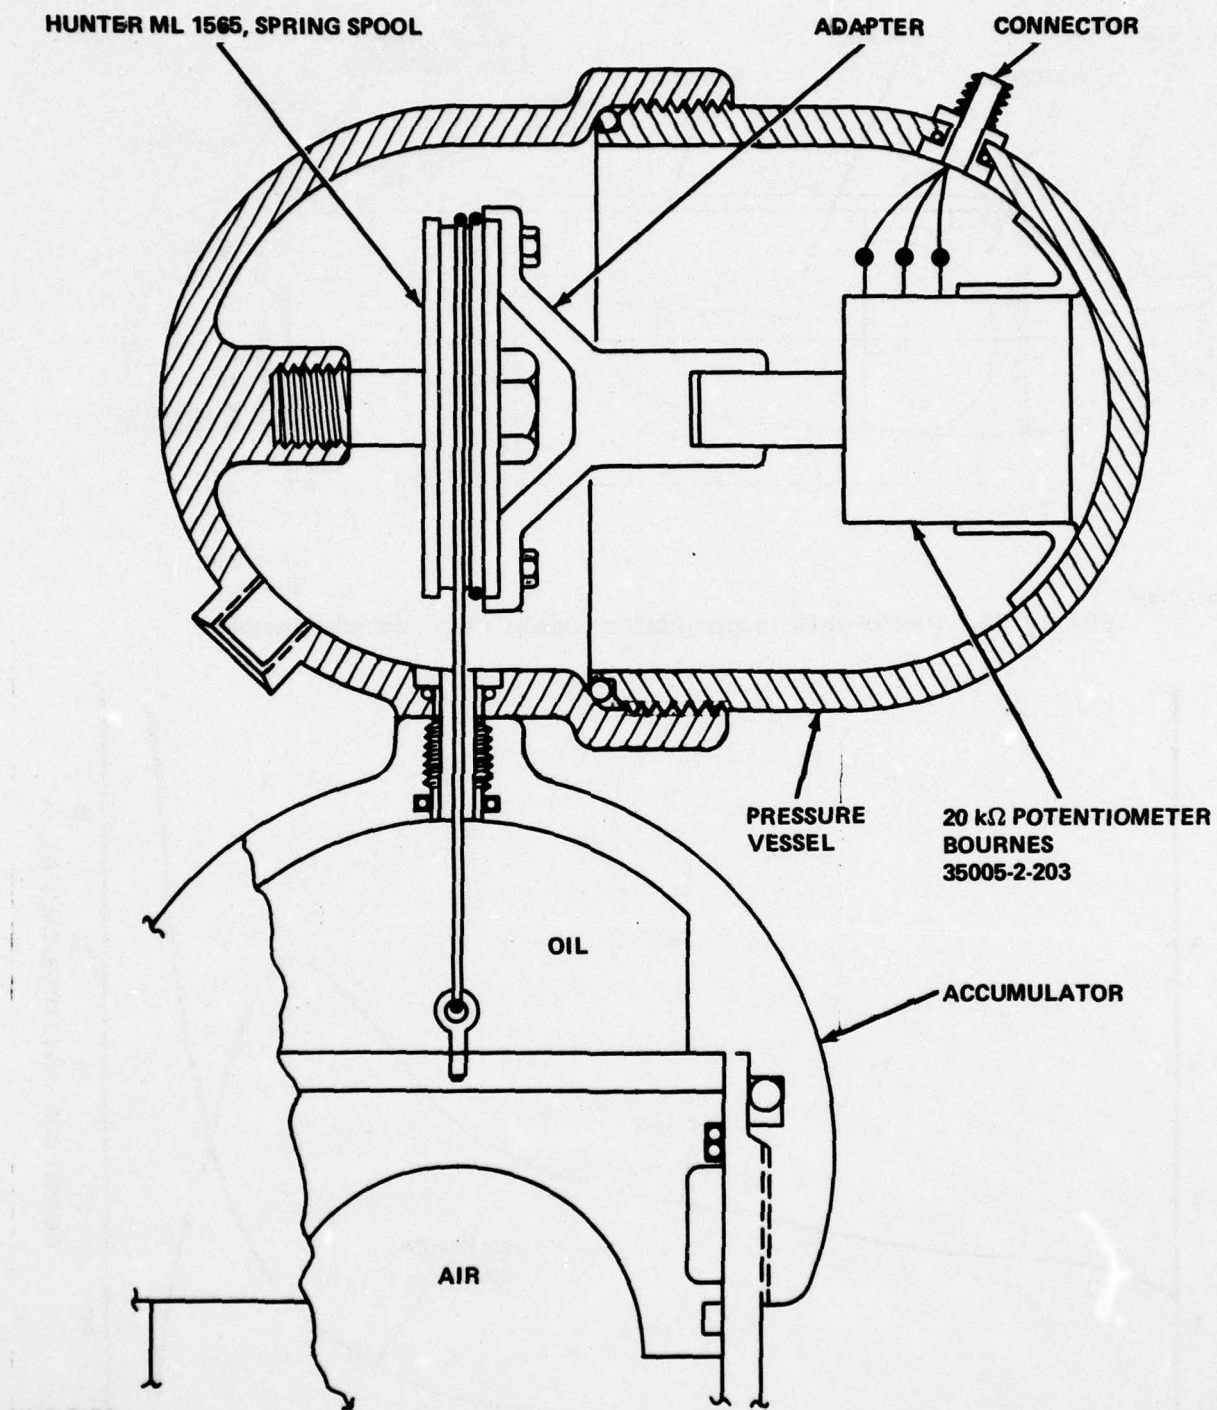 HUNTER ML 1565, SPRING SPOOL
ADAPTER
CONNECTOR
PRESSURE
VESSEL
20 kΩ POTENTIOMETER
BOURNES
35005-2-203
OIL
ACCUMULATOR
AIR